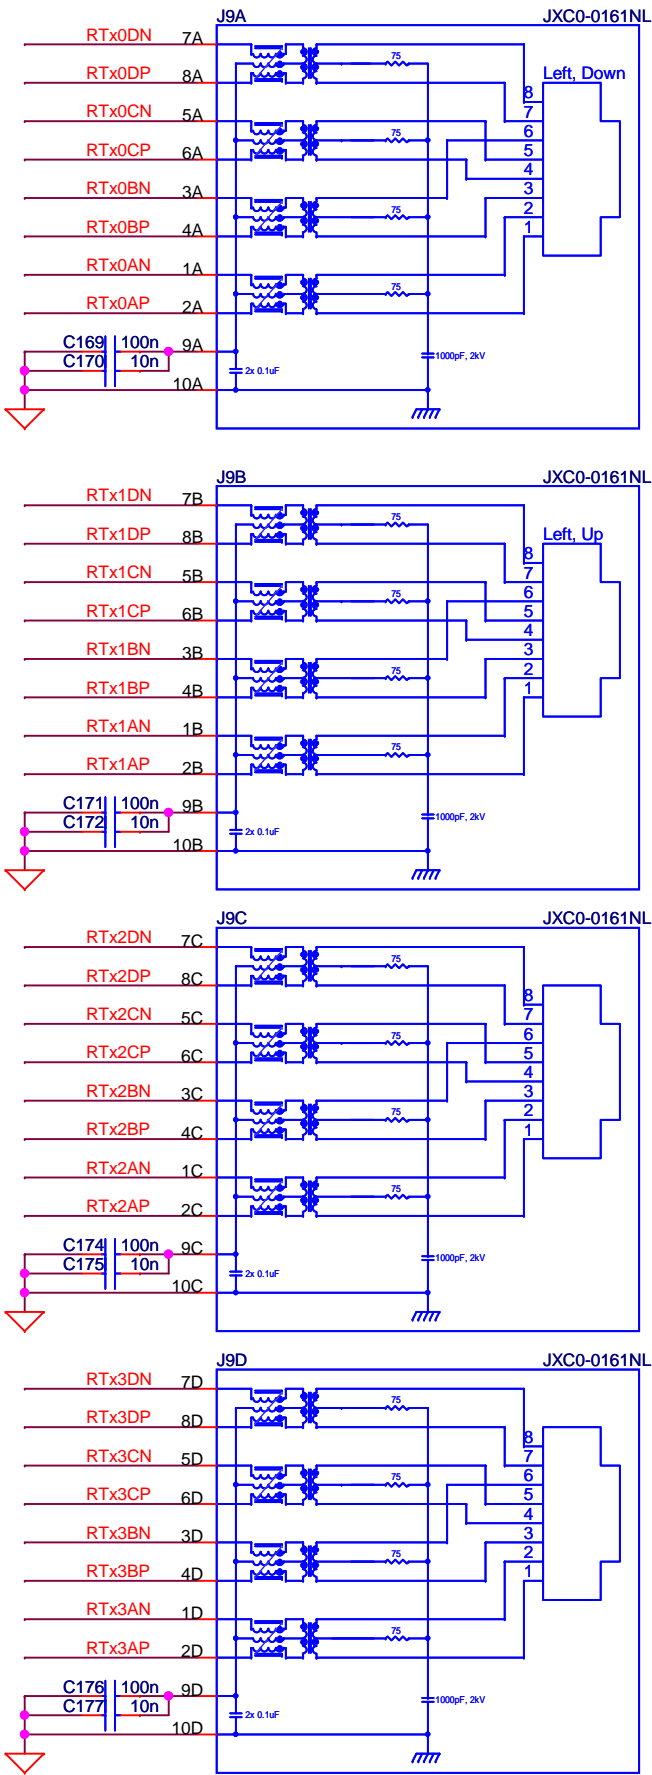 J9A JXC0-0161NL
RTx0DN 7A
75
RTx0DP 8A
Left, Down
8
RTx0CN 5A
7
75
6
RTx0CP 6A
5
4
RTx0BN 3A
3
75
2
RTx0BP 4A
1
RTx0AN 1A
75
RTx0AP 2A
C169 100n 9A
C170 10n
1000pF, 2kV
2x 0.1uF
10A
J9B JXC0-0161NL
RTx1DN 7B
75
RTx1DP 8B
Left, Up
8
RTx1CN 5B
7
75
6
RTx1CP 6B
5
4
RTx1BN 3B
3
75
2
RTx1BP 4B
1
RTx1AN 1B
75
RTx1AP 2B
C171 100n 9B
C172 10n
1000pF, 2kV
2x 0.1uF
10B
J9C JXC0-0161NL
RTx2DN 7C
75
RTx2DP 8C
8
RTx2CN 5C
7
75
6
RTx2CP 6C
5
4
RTx2BN 3C
3
75
2
RTx2BP 4C
1
RTx2AN 1C
75
RTx2AP 2C
C174 100n 9C
C175 10n
1000pF, 2kV
2x 0.1uF
10C
J9D JXC0-0161NL
RTx3DN 7D
75
RTx3DP 8D
8
RTx3CN 5D
7
75
6
RTx3CP 6D
5
4
RTx3BN 3D
3
75
2
RTx3BP 4D
1
RTx3AN 1D
75
RTx3AP 2D
C176 100n 9D
C177 10n
1000pF, 2kV
2x 0.1uF
10D